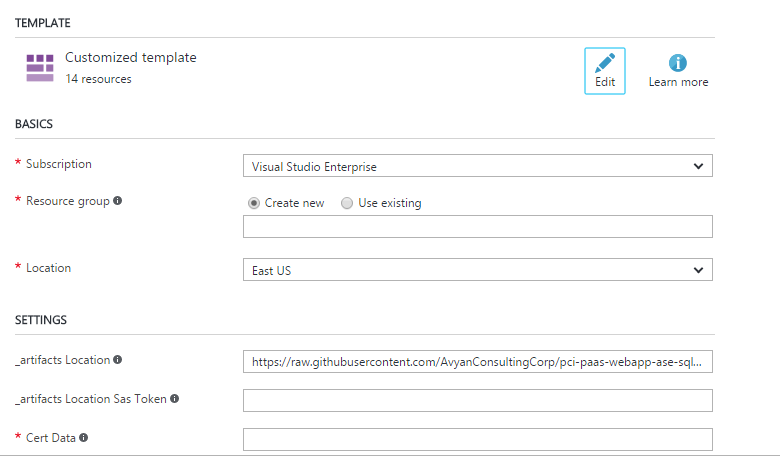 TEMPLATE
Customized template
14 resources
Edit
Learn more
BASICS
* Subscription
Visual Studio Enterprise
* Resource group
Create new
Use existing
* Location
East US
SETTINGS
_artifacts Location
https://raw.githubusercontent.com/AvyanConsultingCorp/pci-paas-webapp-ase-sql...
_artifacts Location Sas Token
* Cert Data